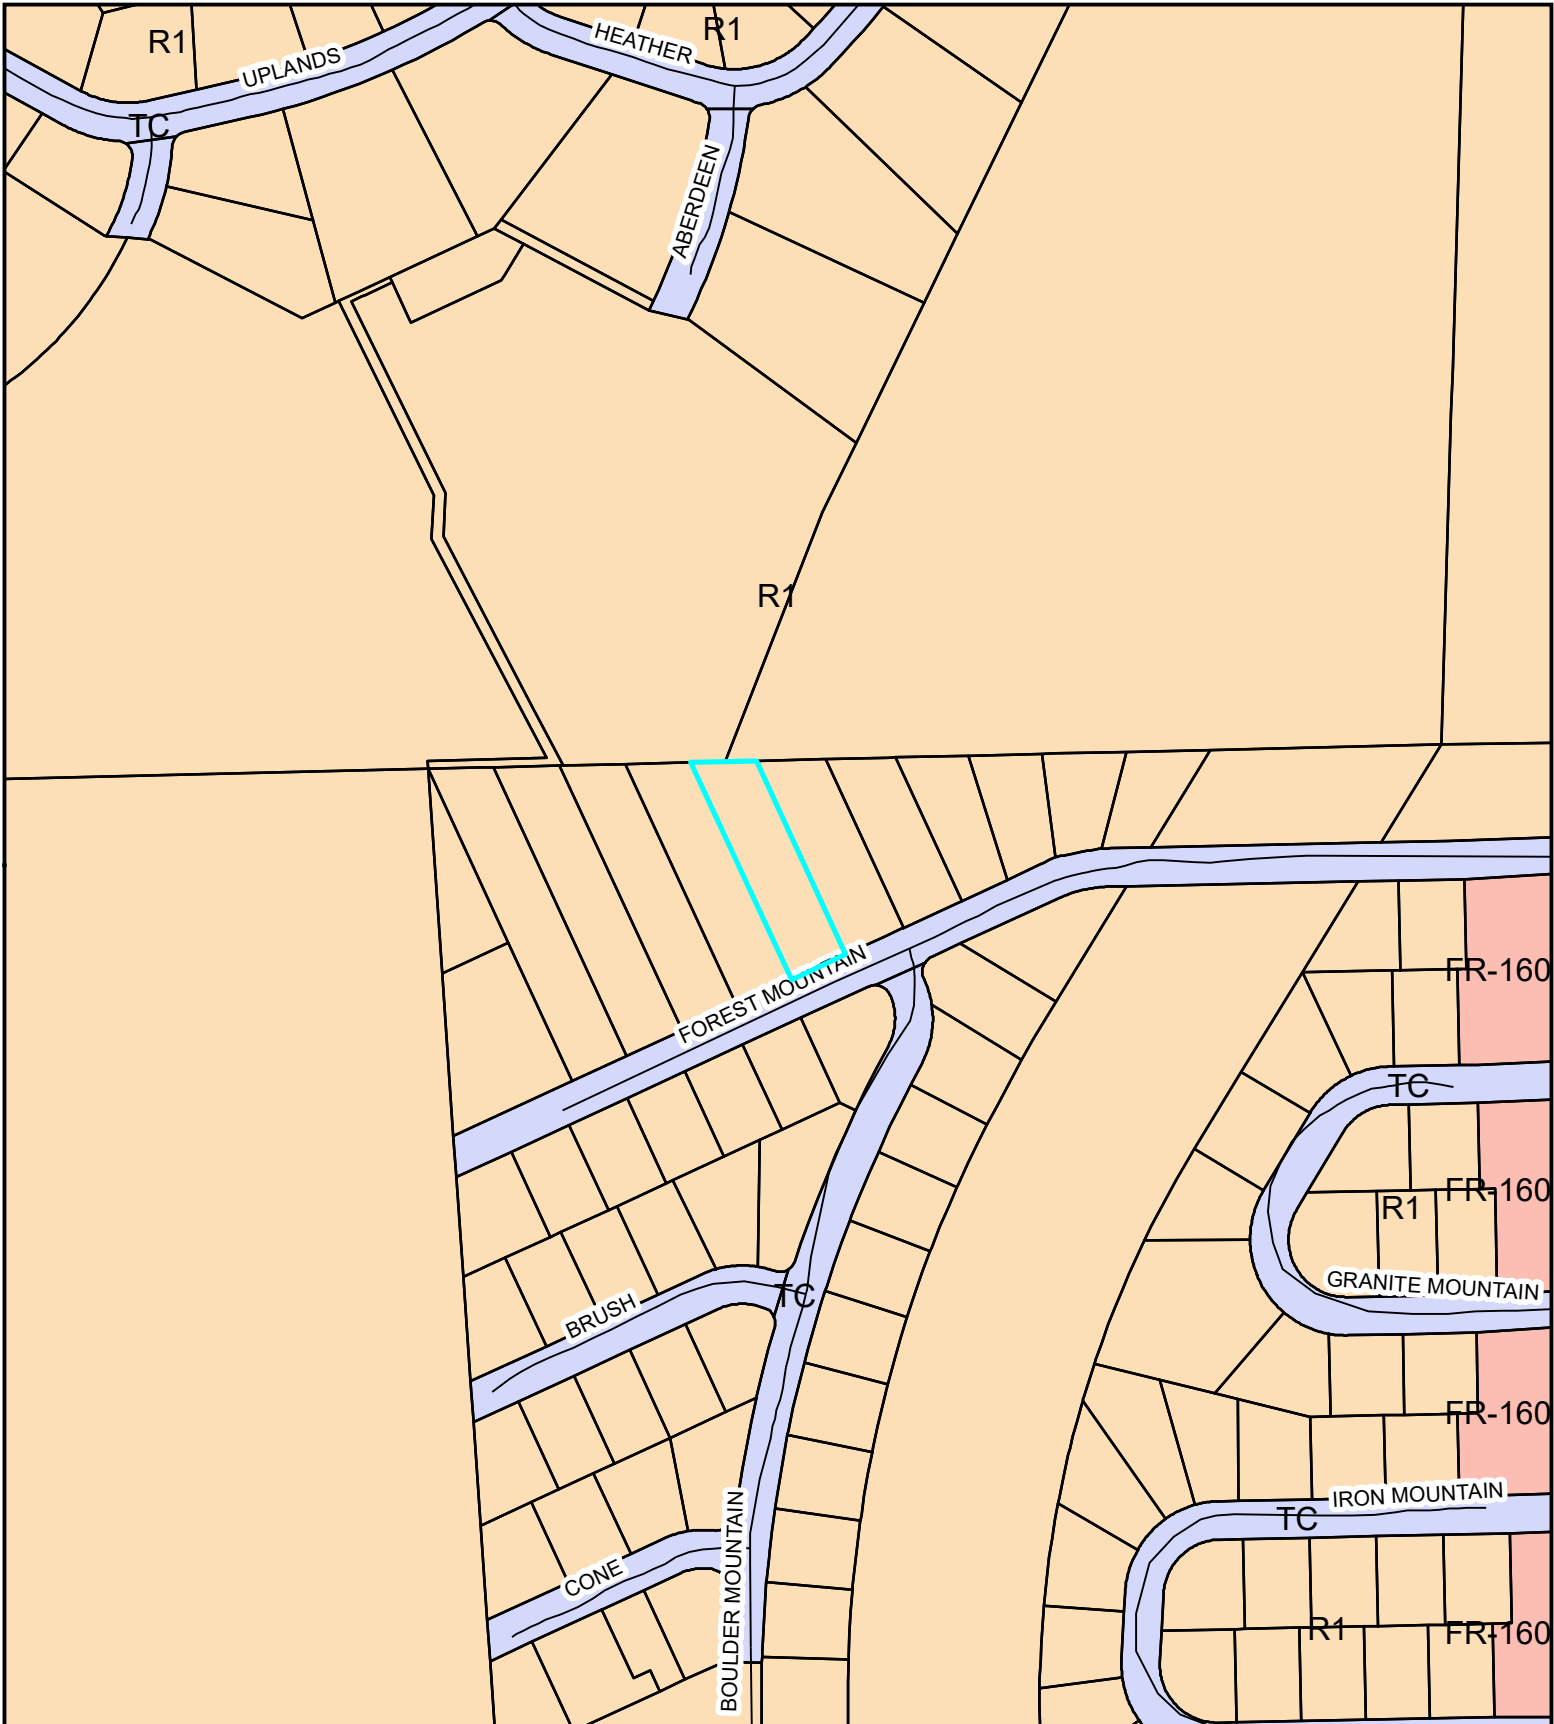 R1
R1
HEATHER
UPLANDS
TC
ABERDEEN
R1
FOREST MOUNTAIN
FR-160
TC
FR-160
R1
GRANITE MOUNTAIN
TC
BRUSH
FR-160
IRON MOUNTAIN
TC
CONE
BOULDER MOUNTAIN
R1
FR-160